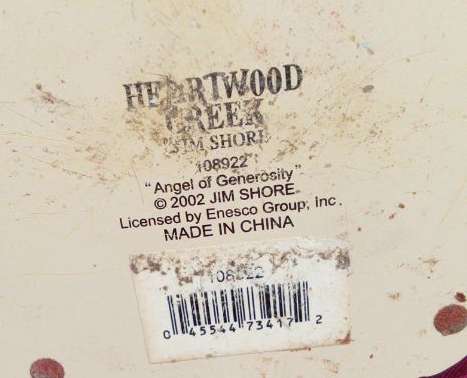 HEARTWOOD
CREEK
JIM SHORE
108922
"Angel of Generosity"
© 2002 JIM SHORE
Licensed by Enesco Group, Inc.
MADE IN CHINA
108922
0 45544 73417 2